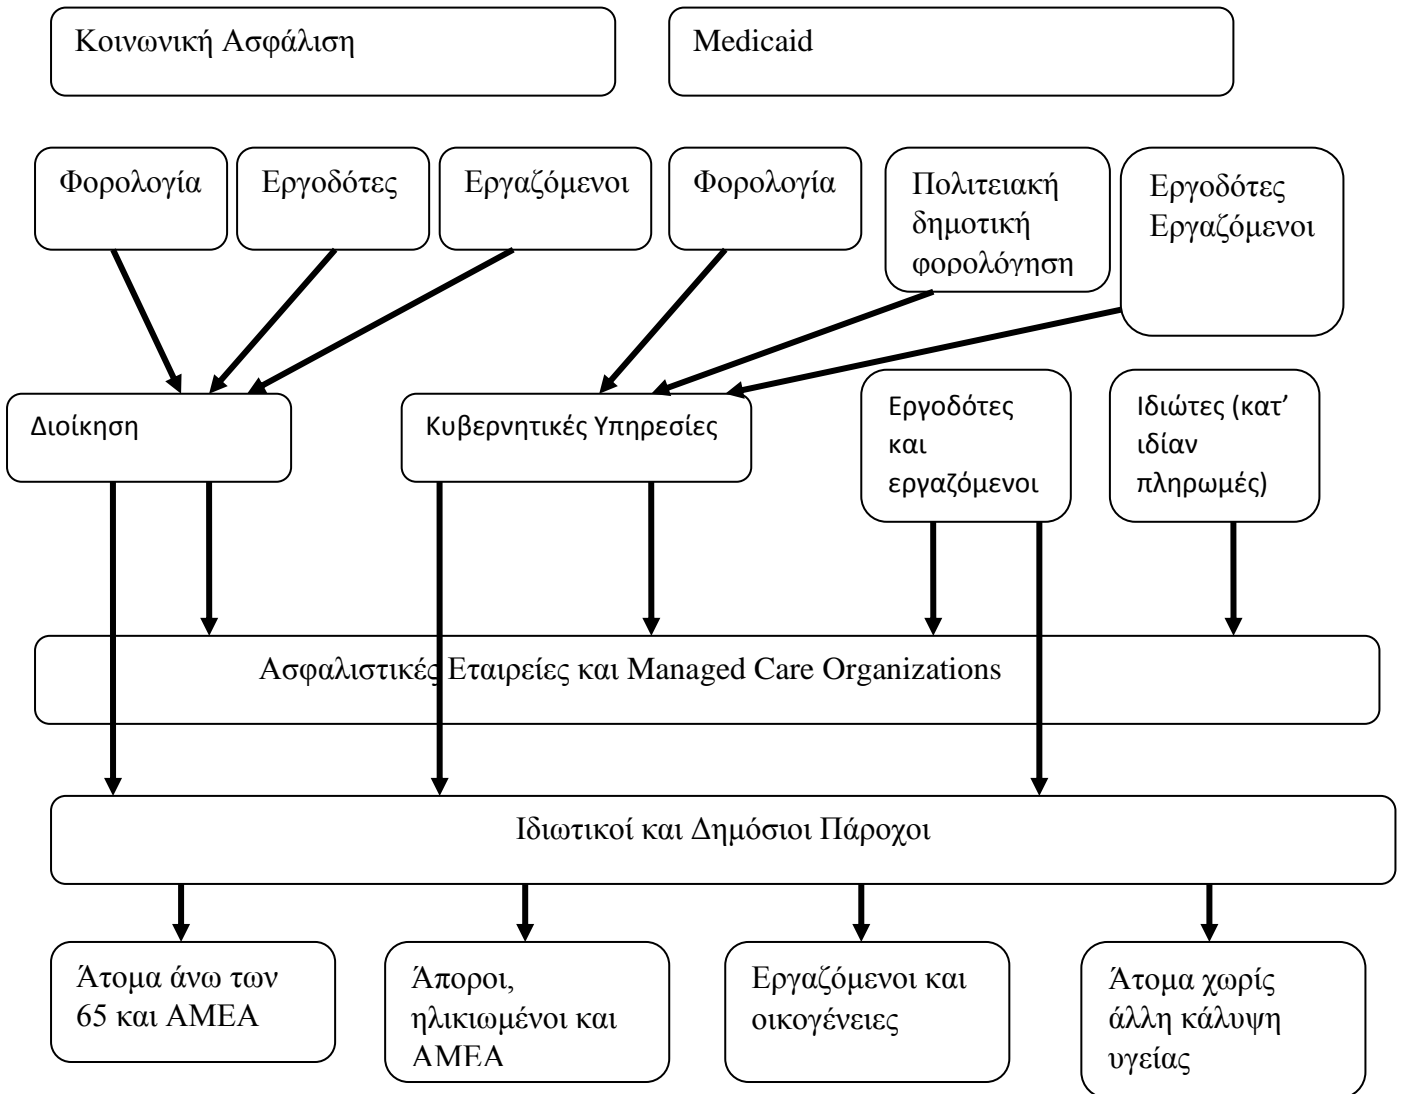 Κοινωνική Ασφάλιση
Medicaid
Φορολογία
Εργοδότες
Εργαζόμενοι
Φορολογία
Πολιτειακή
δημοτική
φορολόγηση
Εργοδότες
Εργαζόμενοι
Διοίκηση
Κυβερνητικές Υπηρεσίες
Εργοδότες
και
εργαζόμενοι
Ιδιώτες (κατ’
ιδίαν
πληρωμές)
Ασφαλιστικές Εταιρείες και Managed Care Organizations
Ιδιωτικοί και Δημόσιοι Πάροχοι
Άτομα άνω των
65 και ΑΜΕΑ
Άποροι,
ηλικιωμένοι και
ΑΜΕΑ
Εργαζόμενοι και
οικογένειες
Άτομα χωρίς
άλλη κάλυψη
υγείας